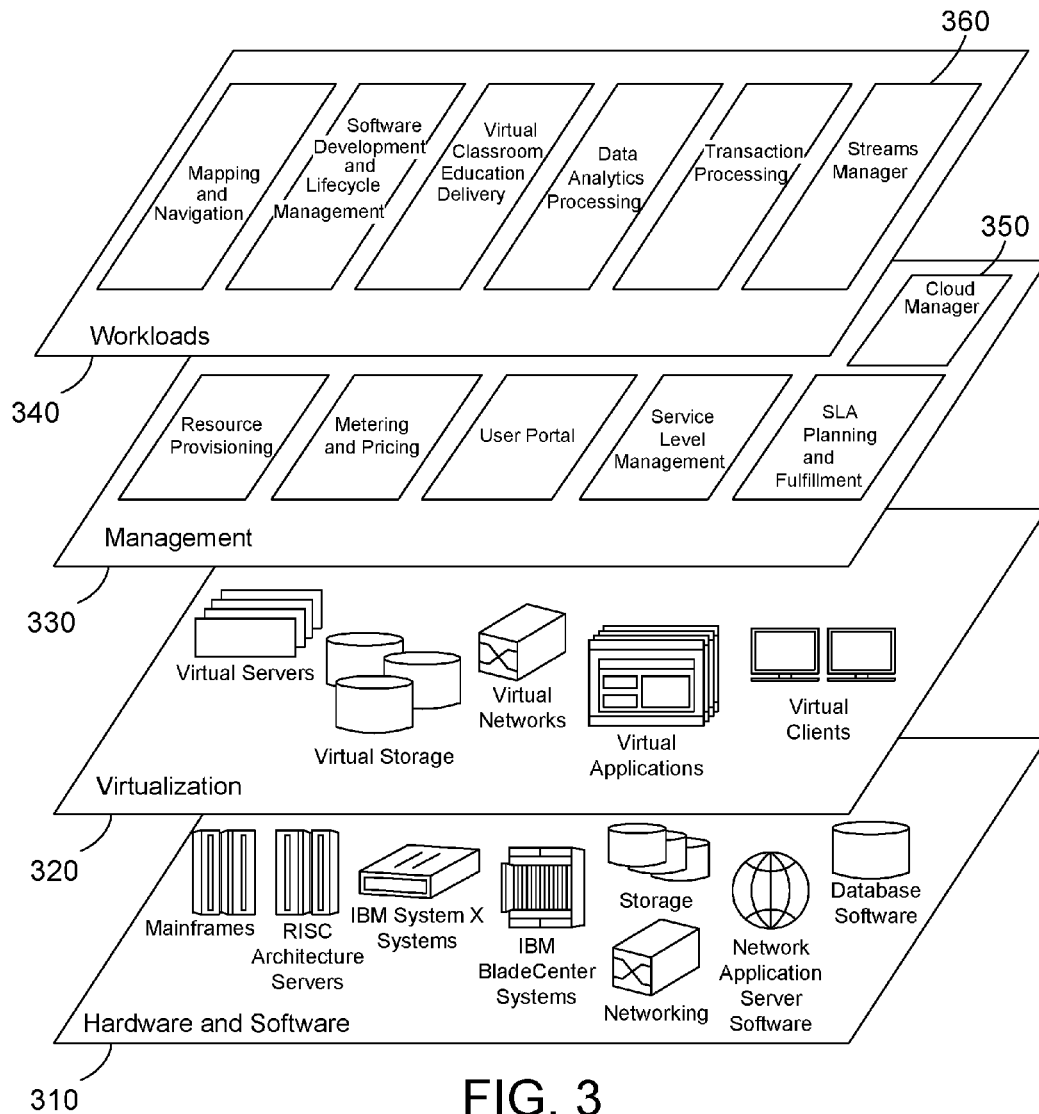 360
Mapping
and
Navigation
Software
Development
and
Lifecycle
Management
Virtual
Classroom
Education
Delivery
Data
Analytics
Processing
Transaction
Processing
Streams
Manager
350
Cloud
Manager
Workloads
340
Resource
Provisioning
Metering
and Pricing
User Portal
Service
Level
Management
SLA
Planning
and
Fulfillment
Management
330
Virtual Servers
Virtual Storage
Virtual
Networks
Virtual
Applications
Virtual
Clients
Virtualization
320
Mainframes
RISC
Architecture
Servers
IBM System X
Systems
IBM
BladeCenter
Systems
Storage
Networking
Network
Application
Server
Software
Database
Software
Hardware and Software
310
FIG. 3